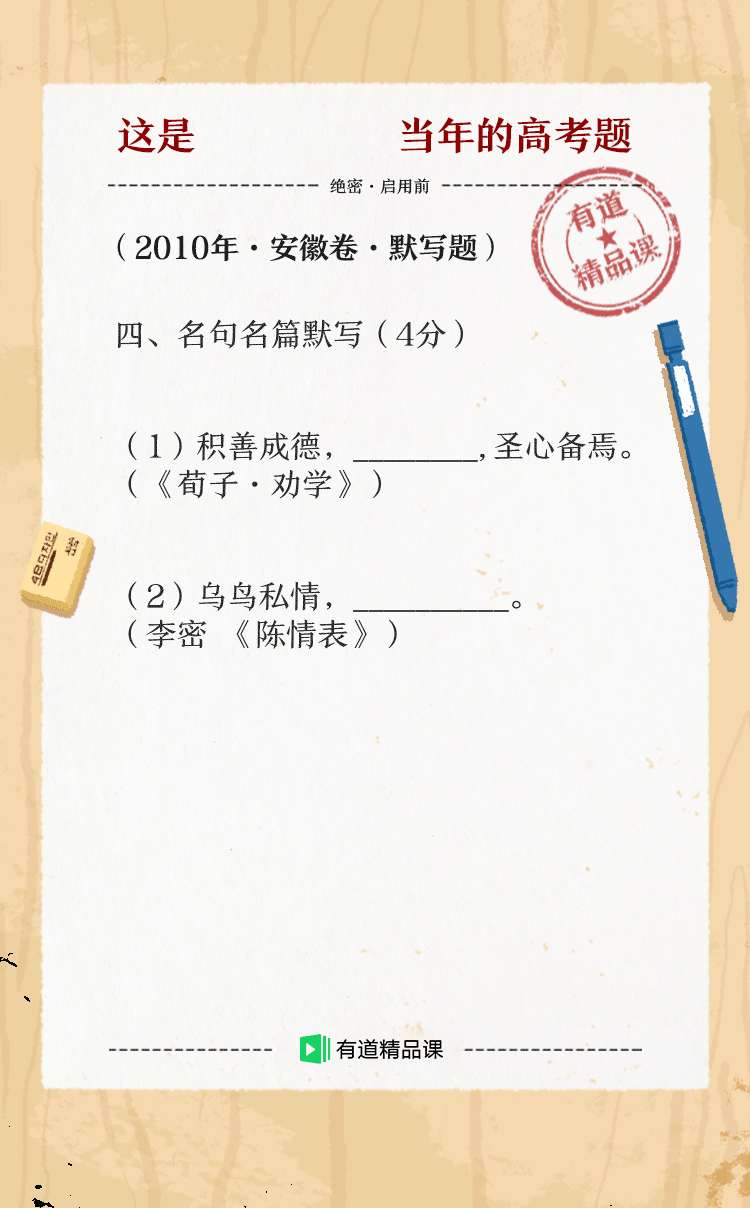 这是 当年的高考题
绝密·启用前
(2010年·安徽卷·默写题)
有道
精品课
四、名句名篇默写(4分)
(1)积善成德,________,圣心备焉。
(《荀子·劝学》)
(2)乌鸟私情,__________。
(李密 《陈情表》)
有道精品课